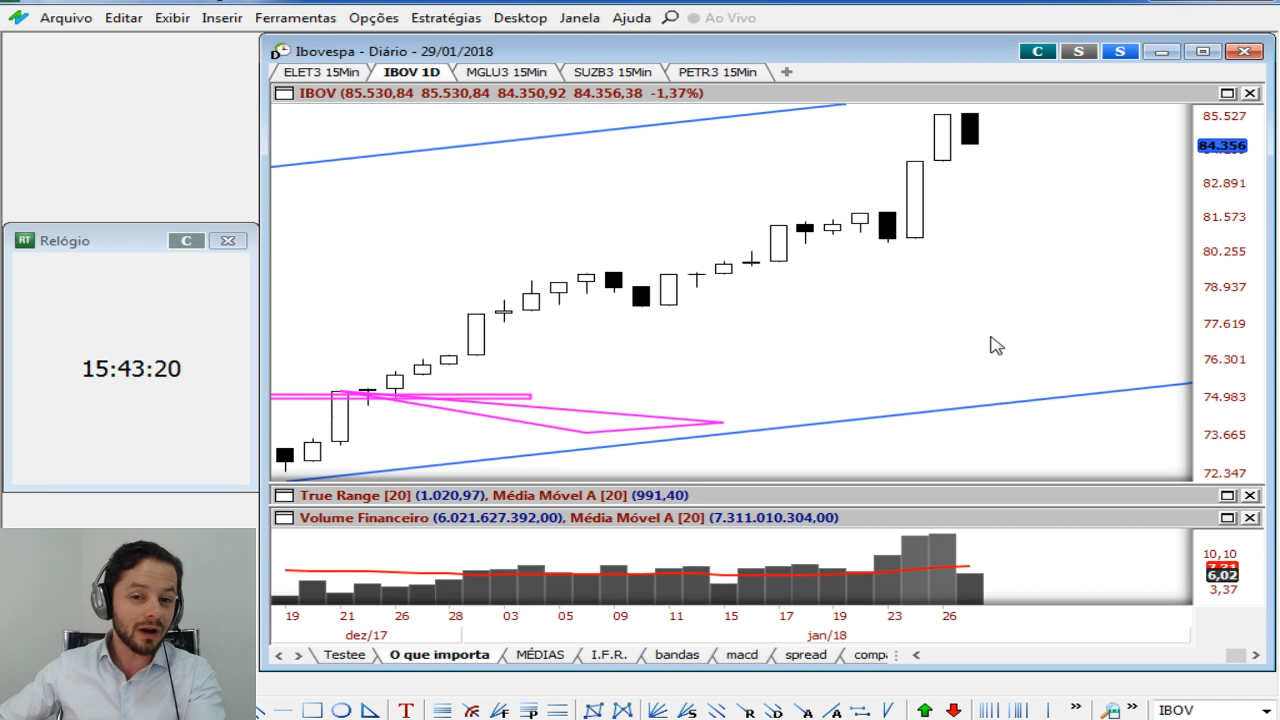 Arquivo Editar Exibir Inserir Ferramentas Opções Estratégias Desktop Janela Ajuda Ao Vivo
D Ibovespa - Diário - 29/01/2018 C S S
ELET3 15Min IBOV 1D MGLU3 15Min SUZB3 15Min PETR3 15Min
IBOV (85.530,84 85.530,84 84.350,92 84.356,38 -1,37%)
85.527
84.356
82.891
81.573
80.255
78.937
77.619
76.301
74.983
73.665
72.347
RT Relógio C
15:43:20
True Range [20] (1.020,97), Média Móvel A [20] (991,40)
Volume Financeiro (6.021.627.392,00), Média Móvel A [20] (7.311.010.304,00)
10,10
6,02
3,37
19 21 26 28 03 05 09 11 15 17 19 23 26
dez/17 jan/18
Testee O que importa MÉDIAS I.F.R. bandas macd spread comp
T F P S R D A A IBOV